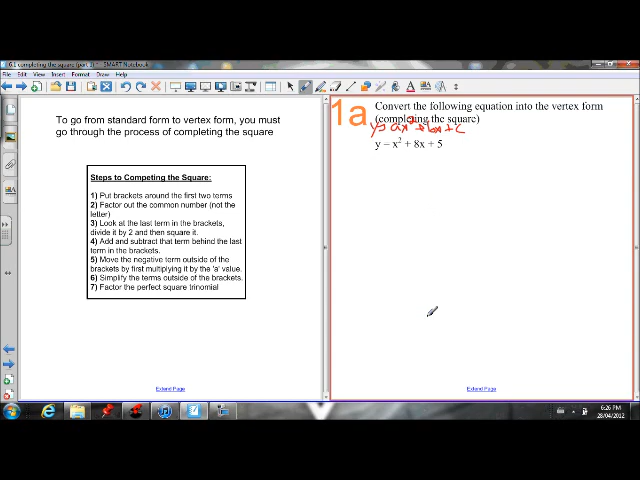 6.1 completing the square (part 1)* - SMART Notebook
File Edit View Insert Format Draw Help
To go from standard form to vertex form, you must
go through the process of completing the square
Steps to Competing the Square:
1) Put brackets around the first two terms
2) Factor out the common number (not the
letter)
3) Look at the last term in the brackets,
divide it by 2 and then square it.
4) Add and subtract that term behind the last
term in the brackets.
5) Move the negative term outside of the
brackets by first multiplying it by the 'a' value.
6) Simplify the terms outside of the brackets.
7) Factor the perfect square trinomial
Extend Page
1a
Convert the following equation into the vertex form
(completing the square)
y = ax² + bx + c
y – x² + 8x + 5
Extend Page
6:26 PM
28/04/2012